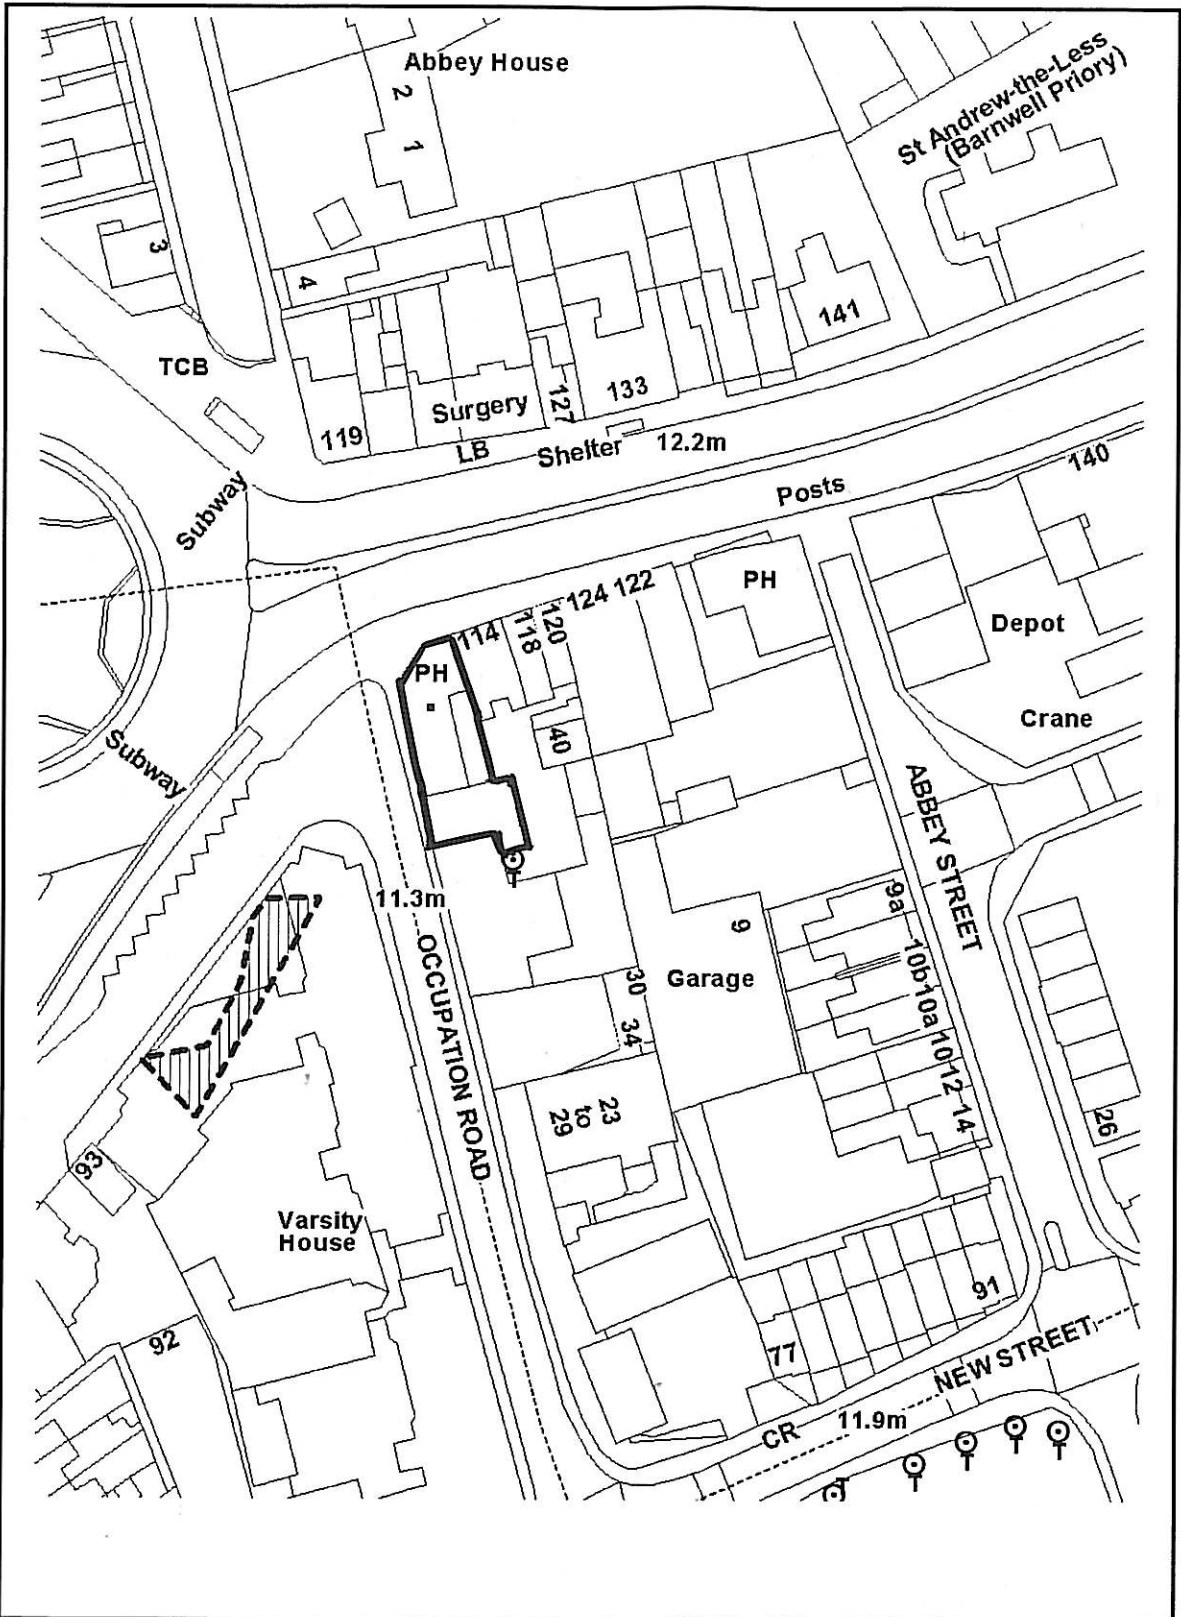 Abbey House
2
1
St Andrew-the-Less
(Barnwell Priory)
3
4
141
TCB
119
Surgery
127
133
LB
Shelter
12.2m
Subway
Posts
140
PH
124
122
120
118
114
PH
Depot
Crane
40
Subway
ABBEY STREET
11.3m
OCCUPATION ROAD
9a
9
Garage
10b
10a
10
12
14
30
34
23
to
29
26
93
Varsity
House
92
91
77
NEW STREET
CR
11.9m